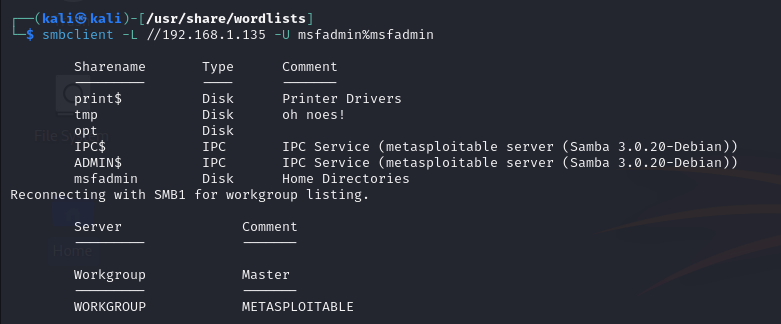 ┌──(kali㉿kali)-[/usr/share/wordlists]
└─$ smbclient -L //192.168.1.135 -U msfadmin%msfadmin
Sharename Type Comment
--------- ---- -------
print$ Disk Printer Drivers
tmp Disk oh noes!
opt Disk
IPC$ IPC IPC Service (metasploitable server (Samba 3.0.20-Debian))
ADMIN$ IPC IPC Service (metasploitable server (Samba 3.0.20-Debian))
msfadmin Disk Home Directories
Reconnecting with SMB1 for workgroup listing.
Server Comment
--------- -------
Workgroup Master
--------- -------
WORKGROUP METASPLOITABLE
File System
Home